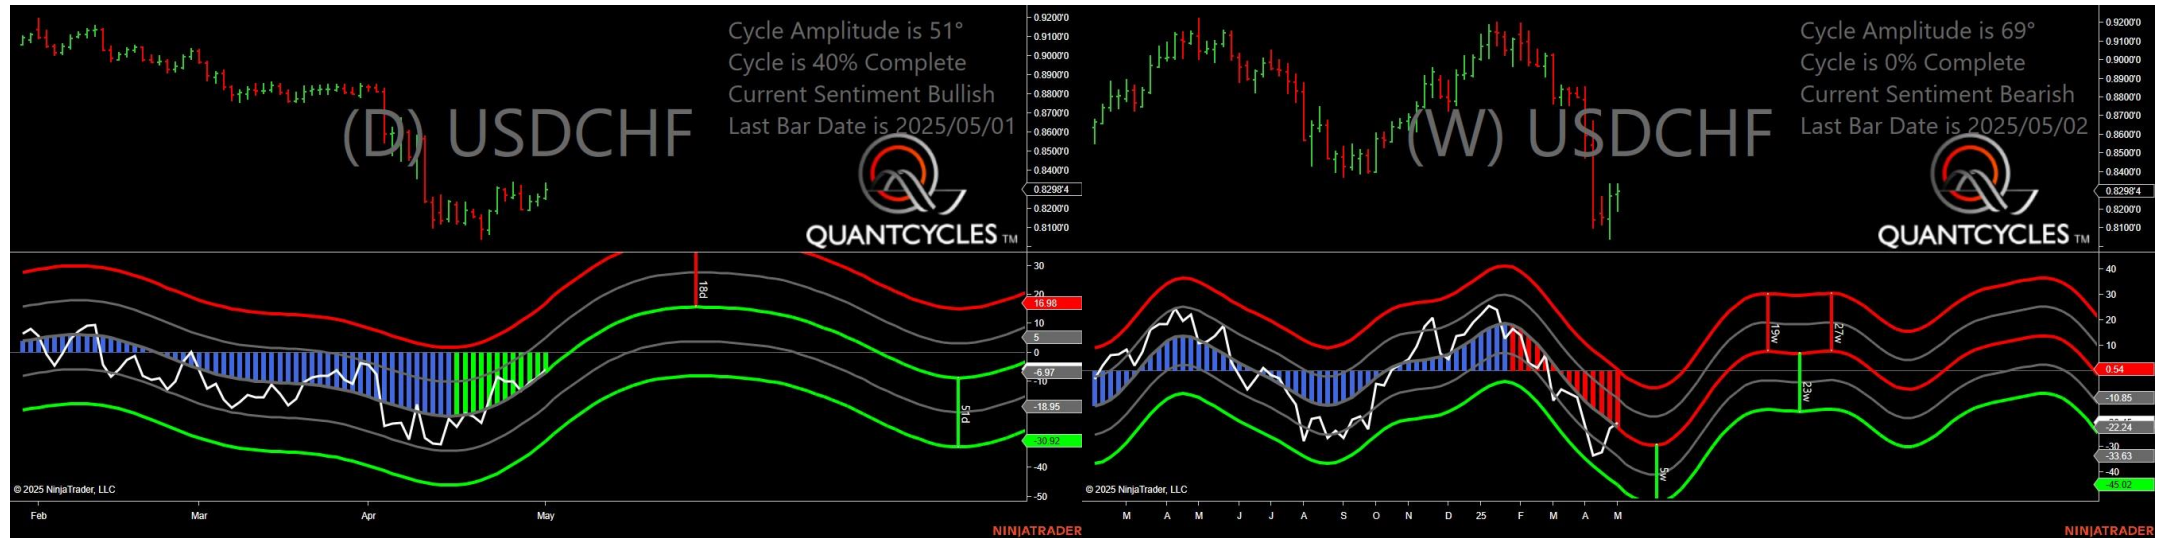 Cycle Amplitude is 51°
Cycle is 40% Complete
Current Sentiment Bullish
Last Bar Date is 2025/05/01
(D) USDCHF
QUANTCYCLES TM
0.9200'0
0.9100'0
0.9000'0
0.8900'0
0.8800'0
0.8700'0
0.8600'0
0.8500'0
0.8400'0
0.8298'4
0.8200'0
0.8100'0
18d
51d
30
20
16.98
10
5
0
-6.97
-10
-18.95
-30.92
-40
-50
© 2025 NinjaTrader, LLC
Feb Mar Apr May
NINJATRADER
Cycle Amplitude is 69°
Cycle is 0% Complete
Current Sentiment Bearish
Last Bar Date is 2025/05/02
(W) USDCHF
QUANTCYCLES TM
0.9200'0
0.9100'0
0.9000'0
0.8900'0
0.8800'0
0.8700'0
0.8600'0
0.8500'0
0.8400'0
0.8298'4
0.8200'0
0.8100'0
19w
27w
23w
5w
40
30
20
10
0.54
-10.85
-22.24
-30
-33.63
-40
-45.02
© 2025 NinjaTrader, LLC
M A M J J A S O N D 25 F M A M
NINJATRADER